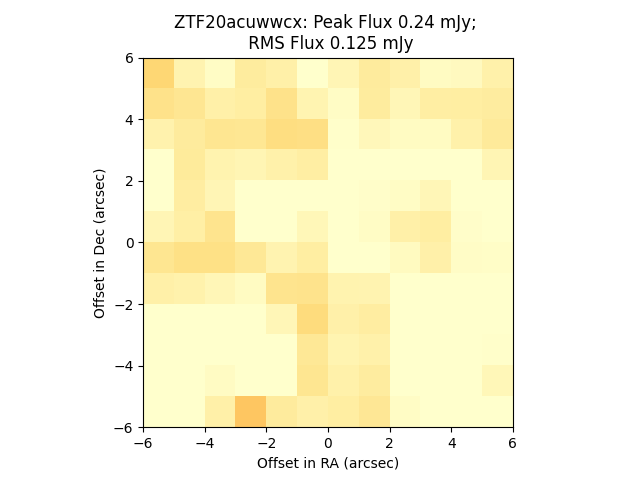 ZTF20acuwwcx: Peak Flux 0.24 mJy;
RMS Flux 0.125 mJy
6
4
2
0
−2
−4
−6
Offset in Dec (arcsec)
−6 −4 −2 0 2 4 6
Offset in RA (arcsec)